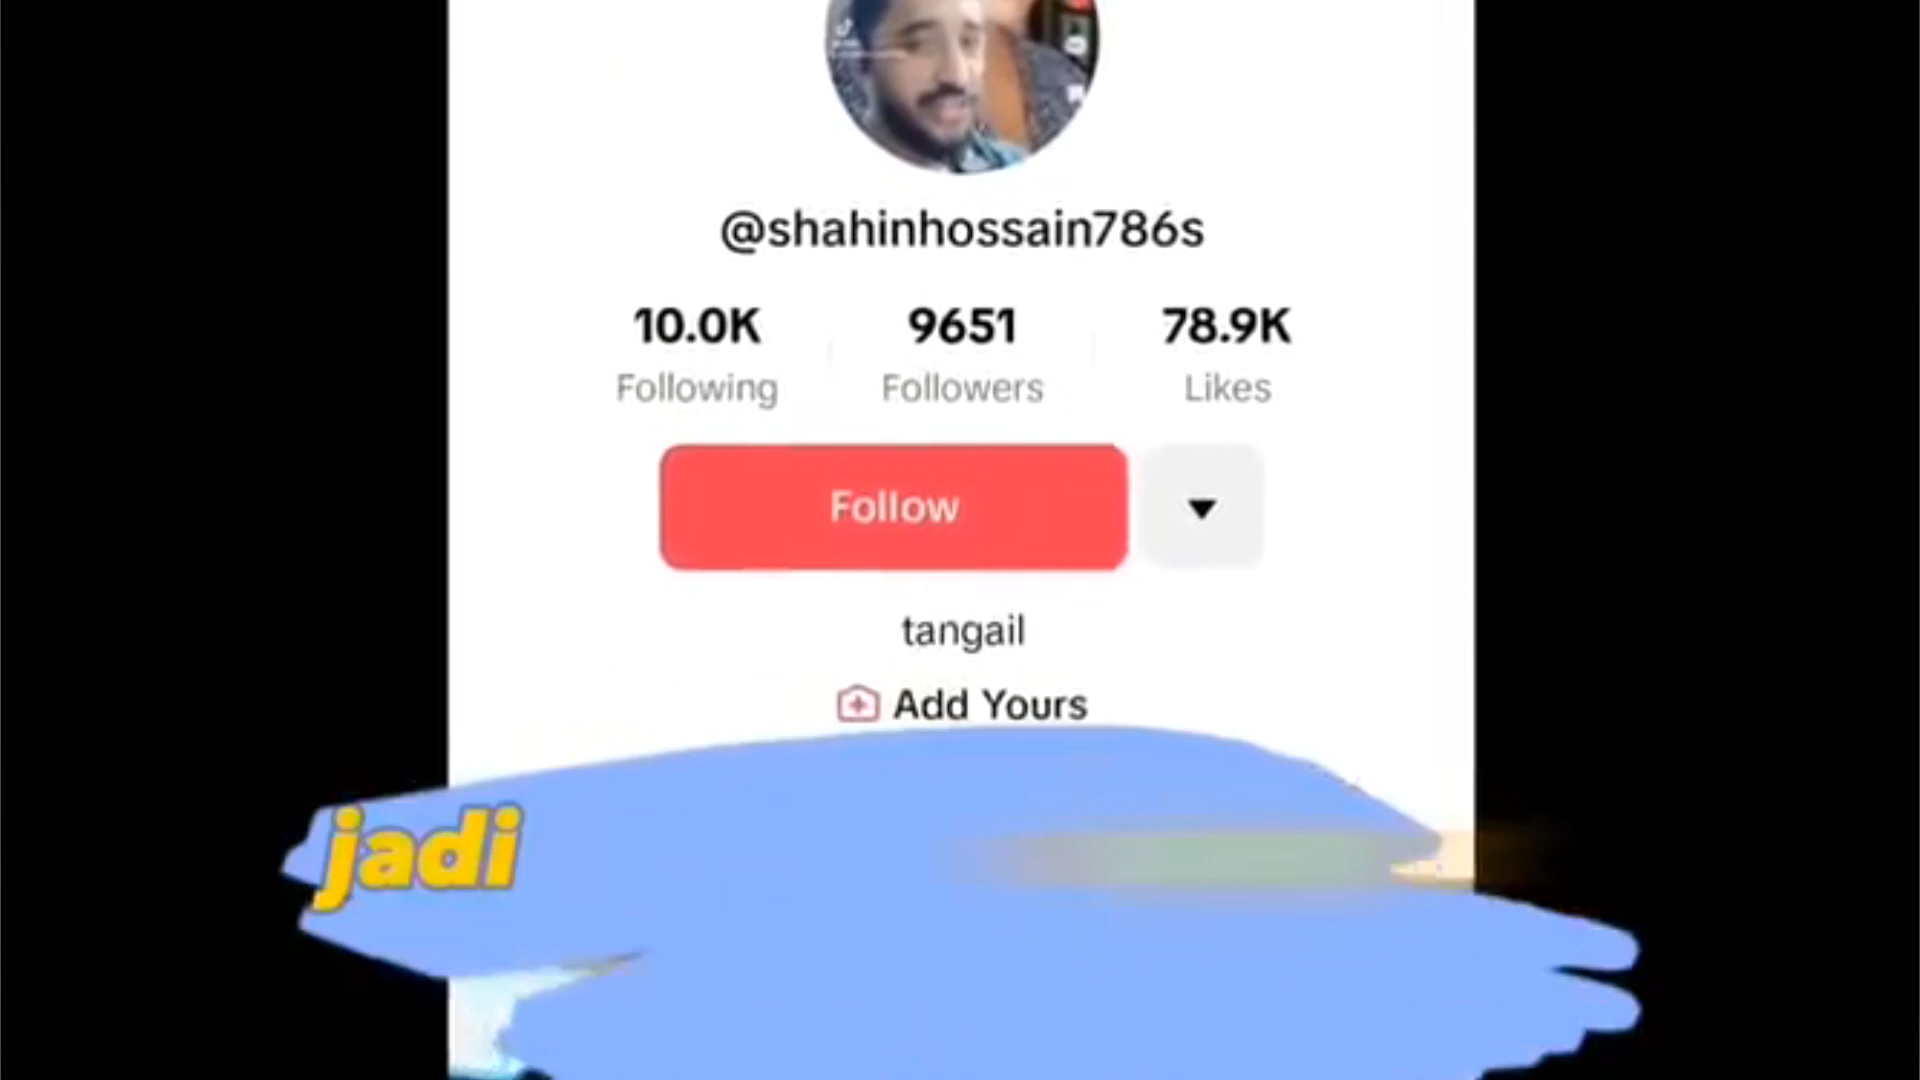 @shahinhossain786s
10.0K 9651 78.9K
Following Followers Likes
Follow
tangail
Add Yours
jadi